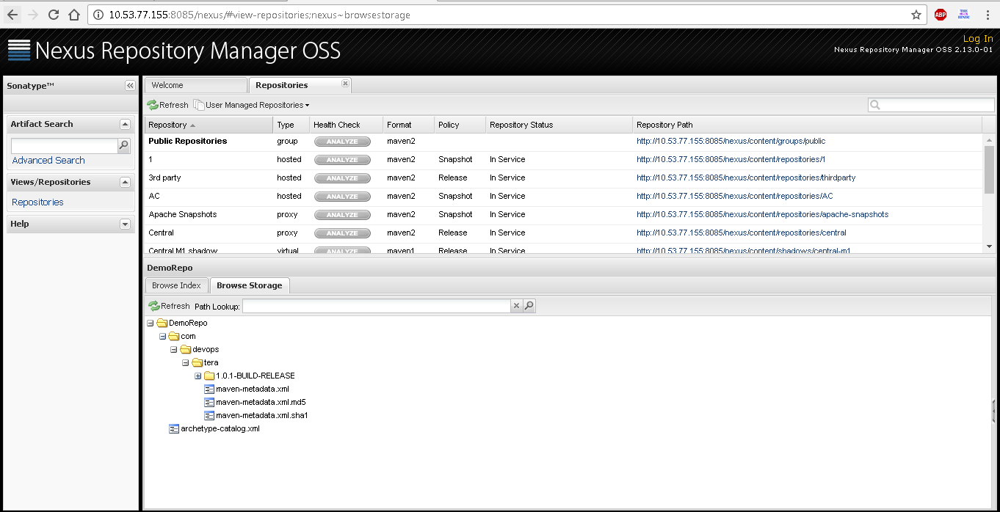 10.53.77.155:8085/nexus/#view-repositories;nexus~browsestorage
ABP
THE HINDU
Nexus Repository Manager OSS
Log In
Nexus Repository Manager OSS 2.13.0-01
Sonatype™
Artifact Search
Advanced Search
Views/Repositories
Repositories
Help
Welcome
Repositories
Refresh
User Managed Repositories
Repository Type Health Check Format Policy Repository Status Repository Path
Public Repositories group ANALYZE maven2 http://10.53.77.155:8085/nexus/content/groups/public
1 hosted ANALYZE maven2 Snapshot In Service http://10.53.77.155:8085/nexus/content/repositories/1
3rd party hosted ANALYZE maven2 Release In Service http://10.53.77.155:8085/nexus/content/repositories/thirdparty
AC hosted ANALYZE maven2 Snapshot In Service http://10.53.77.155:8085/nexus/content/repositories/AC
Apache Snapshots proxy ANALYZE maven2 Snapshot In Service http://10.53.77.155:8085/nexus/content/repositories/apache-snapshots
Central proxy ANALYZE maven2 Release In Service http://10.53.77.155:8085/nexus/content/repositories/central
Central M1 shadow virtual ANALYZE maven1 Release In Service http://10.53.77.155:8085/nexus/content/shadows/central-m1
DemoRepo
Browse Index
Browse Storage
Refresh Path Lookup:
DemoRepo
com
devops
tera
1.0.1-BUILD-RELEASE
maven-metadata.xml
maven-metadata.xml.md5
maven-metadata.xml.sha1
archetype-catalog.xml